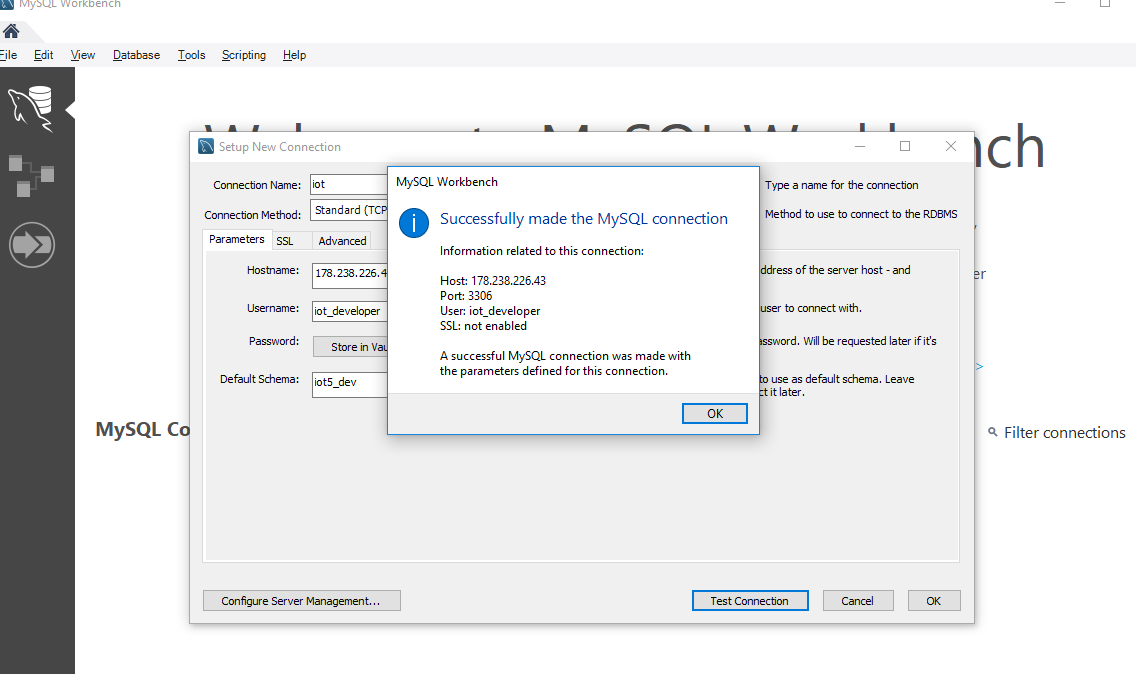 MySQL Workbench
File Edit View Database Tools Scripting Help
Setup New Connection
Connection Name: iot
Type a name for the connection
Connection Method: Standard (TCP
Method to use to connect to the RDBMS
Parameters SSL Advanced
Hostname: 178.238.226.4
ddress of the server host - and
Username: iot_developer
user to connect with.
Password: Store in Vau
assword. Will be requested later if it's
Default Schema: iot5_dev
to use as default schema. Leave
ct it later.
MySQL Workbench
Successfully made the MySQL connection
Information related to this connection:
Host: 178.238.226.43
Port: 3306
User: iot_developer
SSL: not enabled
A successful MySQL connection was made with
the parameters defined for this connection.
OK
er
>
MySQL Co
Filter connections
Configure Server Management...
Test Connection Cancel OK